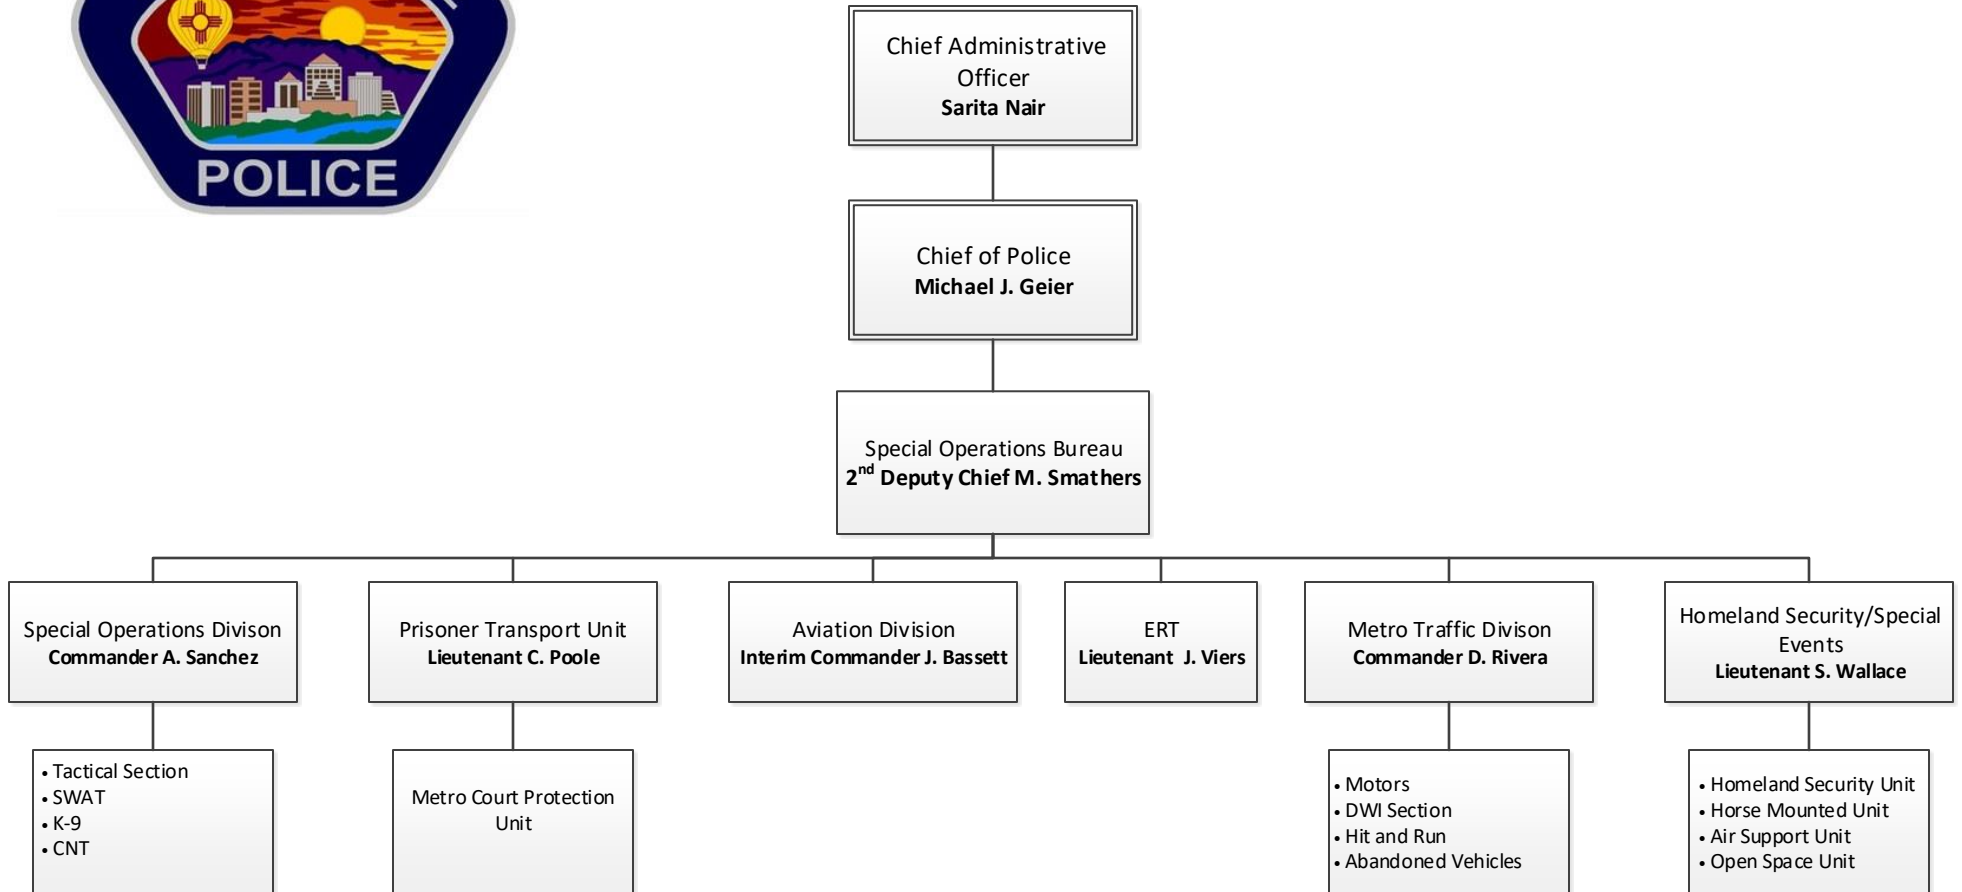 POLICE
Chief Administrative
Officer
Sarita Nair
Chief of Police
Michael J. Geier
Special Operations Bureau
2nd Deputy Chief M. Smathers
Special Operations Divison
Commander A. Sanchez
Prisoner Transport Unit
Lieutenant C. Poole
Aviation Division
Interim Commander J. Bassett
ERT
Lieutenant J. Viers
Metro Traffic Divison
Commander D. Rivera
Homeland Security/Special
Events
Lieutenant S. Wallace
• Tactical Section
• SWAT
• K-9
• CNT
Metro Court Protection
Unit
• Motors
• DWI Section
• Hit and Run
• Abandoned Vehicles
• Homeland Security Unit
• Horse Mounted Unit
• Air Support Unit
• Open Space Unit